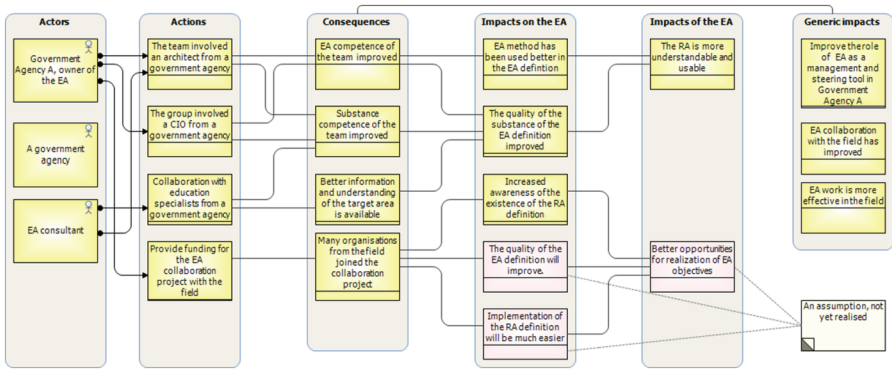 Actors
Government
Agency A, owner of
the EA
A government
agency
EA consultant
Actions
The team involved
an architect from a
government agency
The group involved
a CIO from a
government agency
Collaboration with
education
specialists from a
government agency
Provide funding for
the EA
collaboration
project with the
field
Consequences
EA competence of
the team improved
Substance
competence of the
team improved
Better information
and understanding
of the target area
is available
Many organisations
from the field
joined the
collaboration
project
Impacts on the EA
EA method has
been used better in
the EA defintion
The quality of the
substance of the
EA definition
improved
Increased
awareness of the
existence of the RA
definition
The quality of the
EA definition will
improve.
Implementation of
the RA definition
will be much easier
Impacts of the EA
The RA is more
understandable and
usable
Better opportunities
for realization of EA
objectives
Generic impacts
Improve therole
of EA as a
management and
steering tool in
Government
Agency A
EA collaboration
with the field has
improved
EA work is more
effective in the field
An assumption, not
yet realised